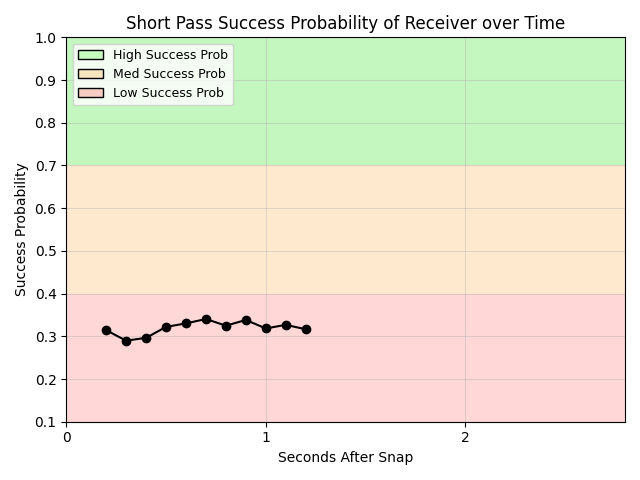 Short Pass Success Probability of Receiver over Time
1.0
0.9
0.8
0.7
0.6
0.5
0.4
0.3
0.2
0.1
Success Probability
High Success Prob
Med Success Prob
Low Success Prob
0 1 2
Seconds After Snap